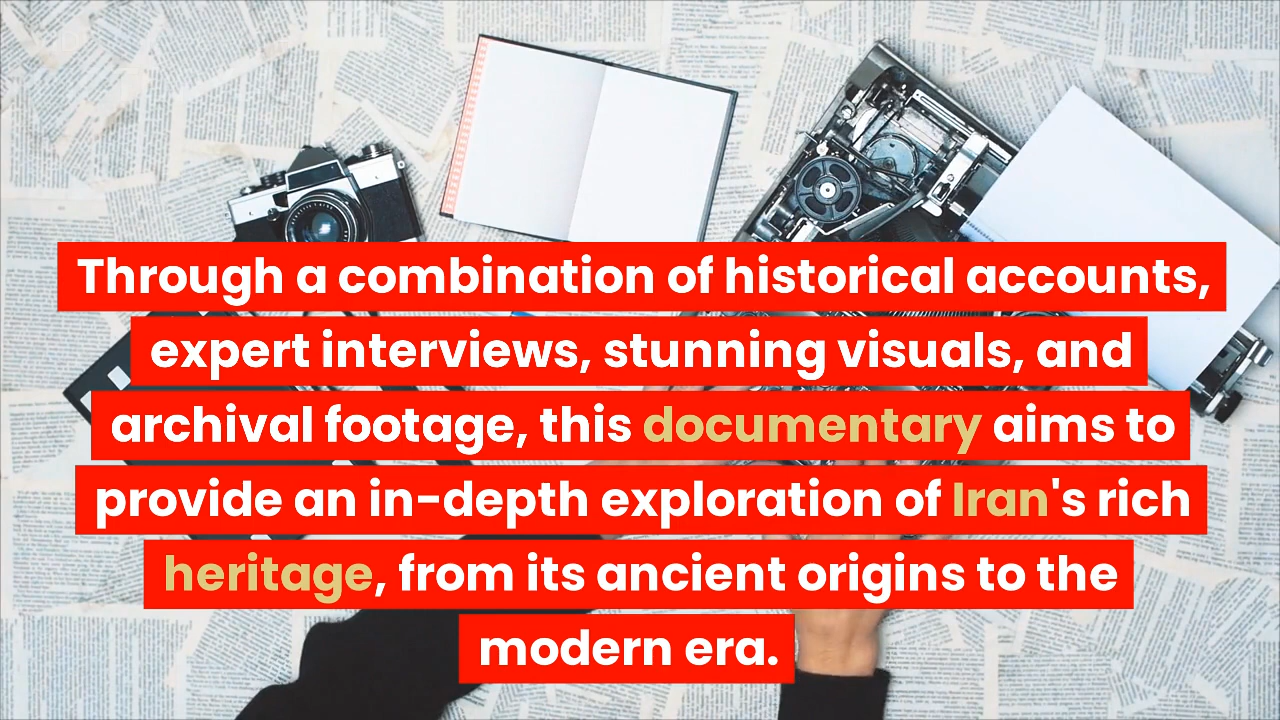 Through a combination of historical accounts,
expert interviews, stunning visuals, and
archival footage, this documentary aims to
provide an in-depth exploration of Iran's rich
heritage, from its ancient origins to the
modern era.